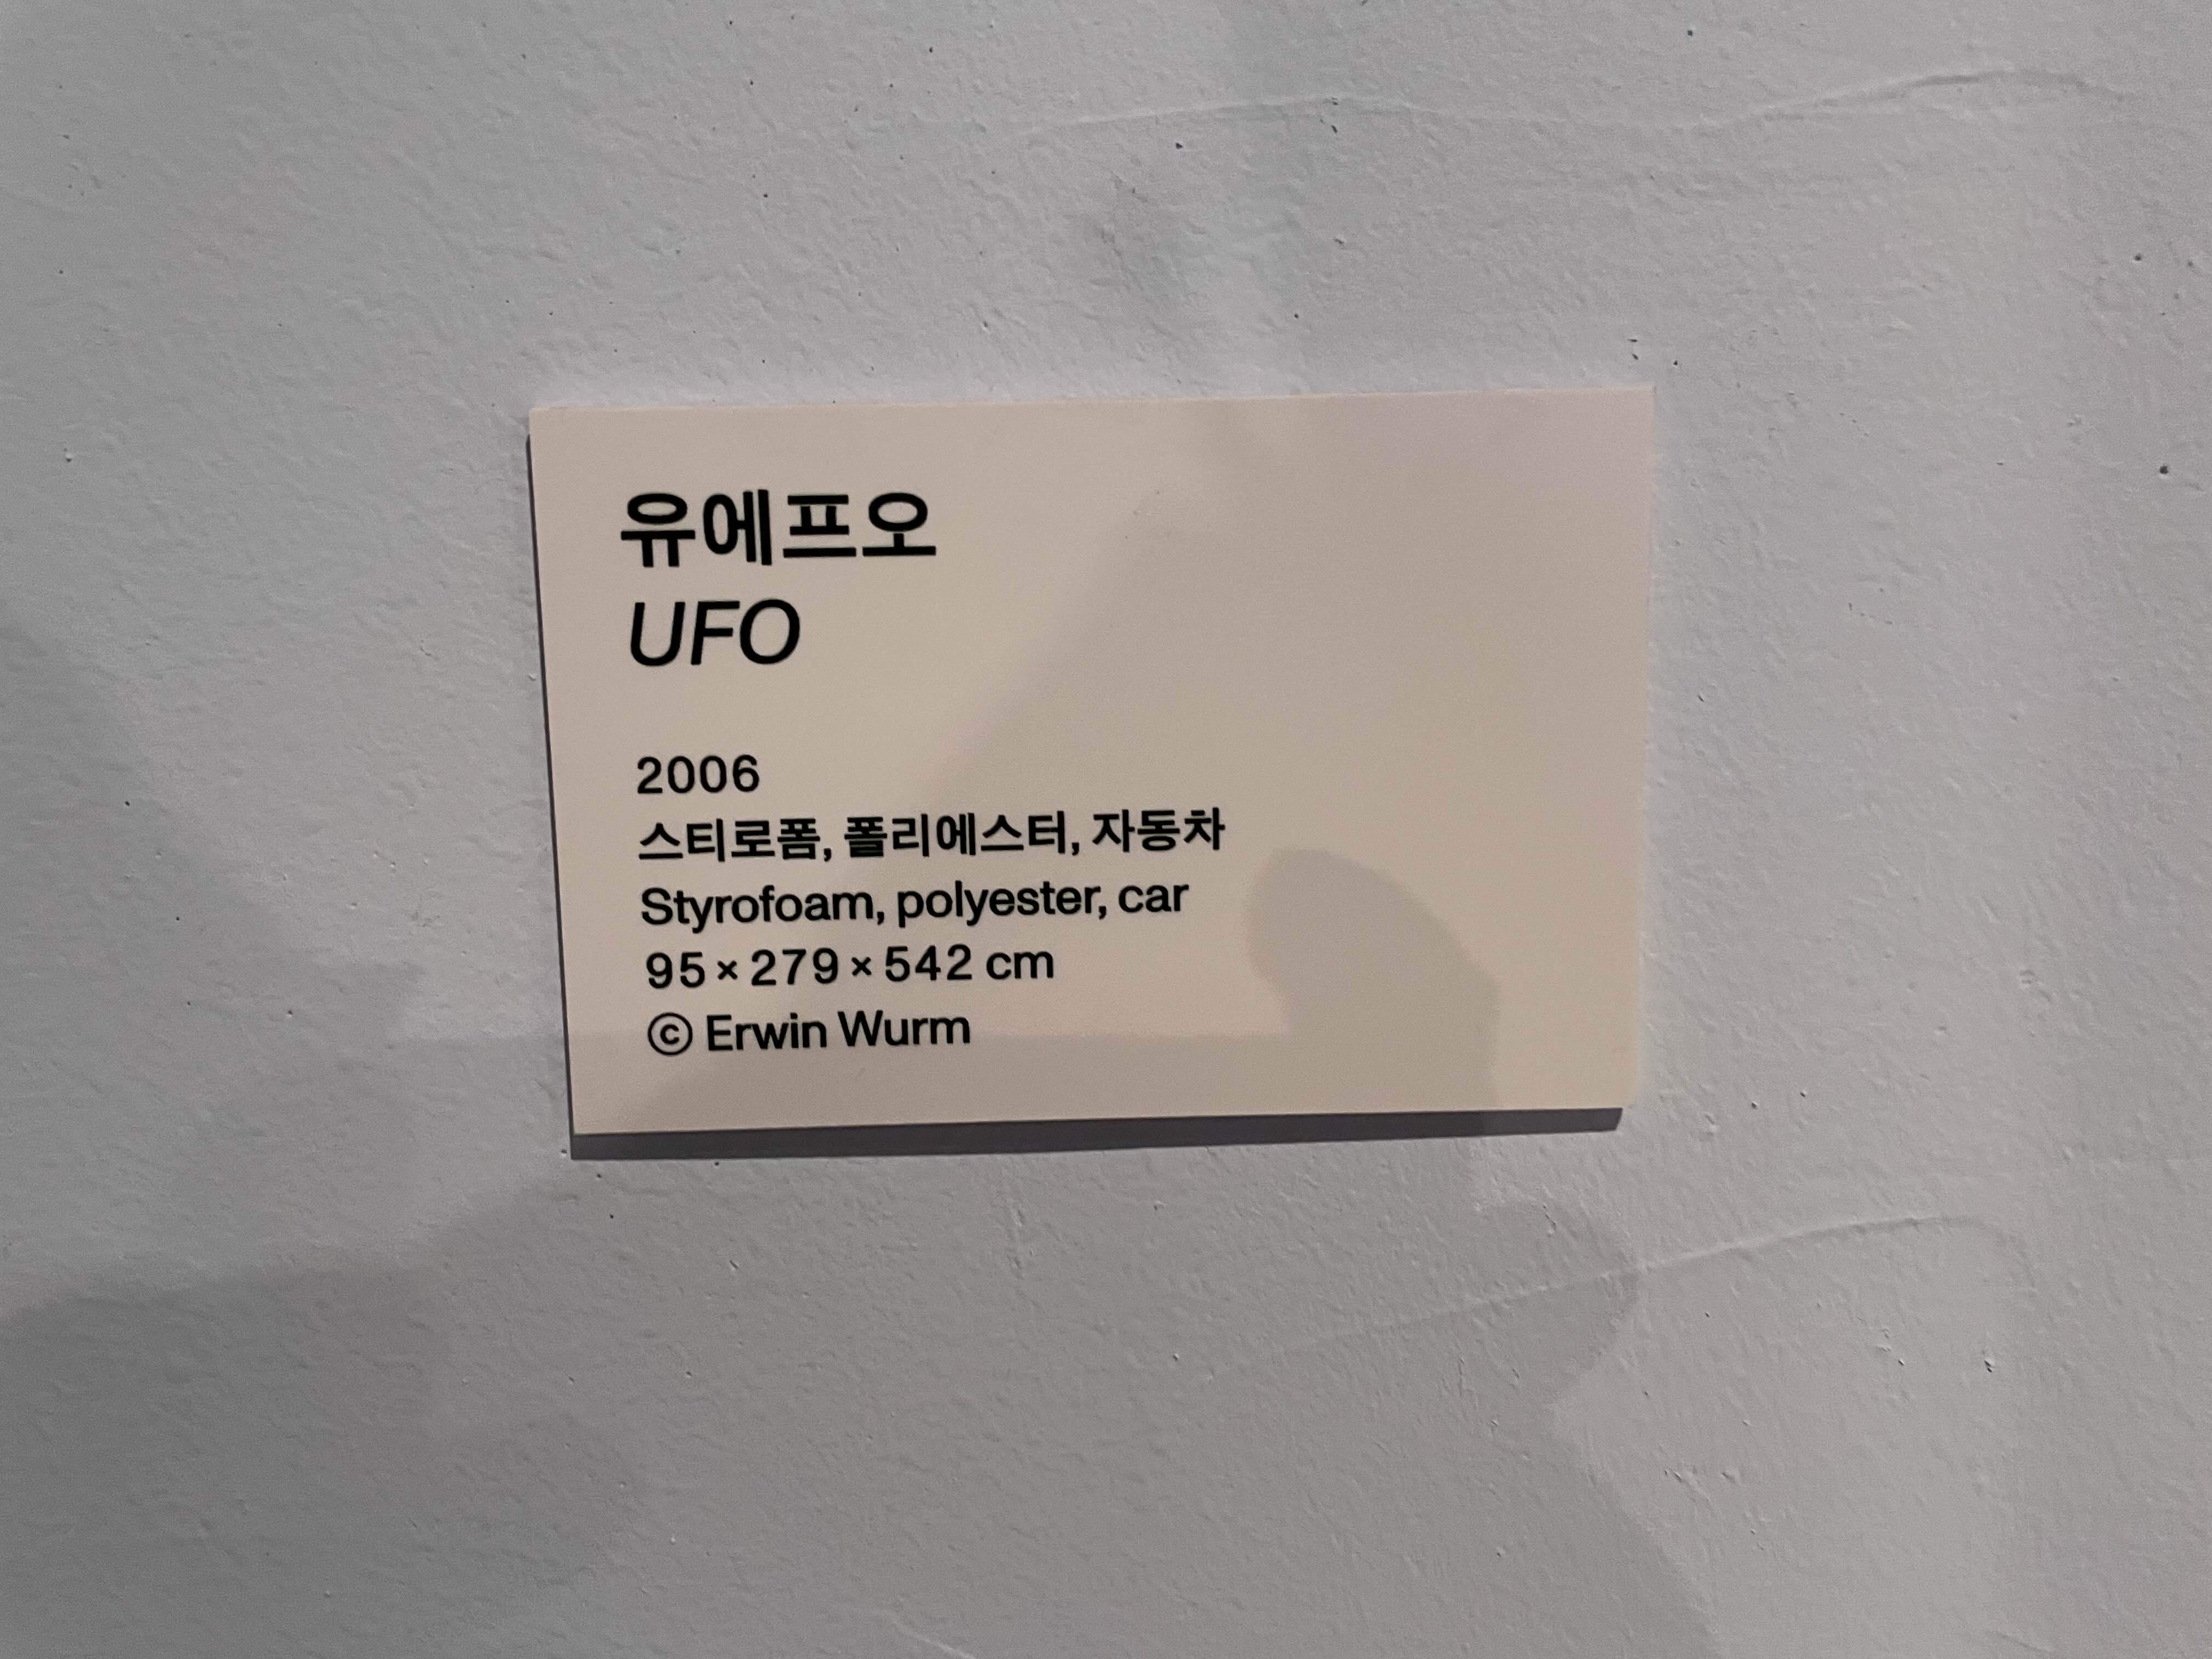 유에프오
UFO
2006
스티로폼, 폴리에스터, 자동차
Styrofoam, polyester, car
95 × 279 × 542 cm
© Erwin Wurm